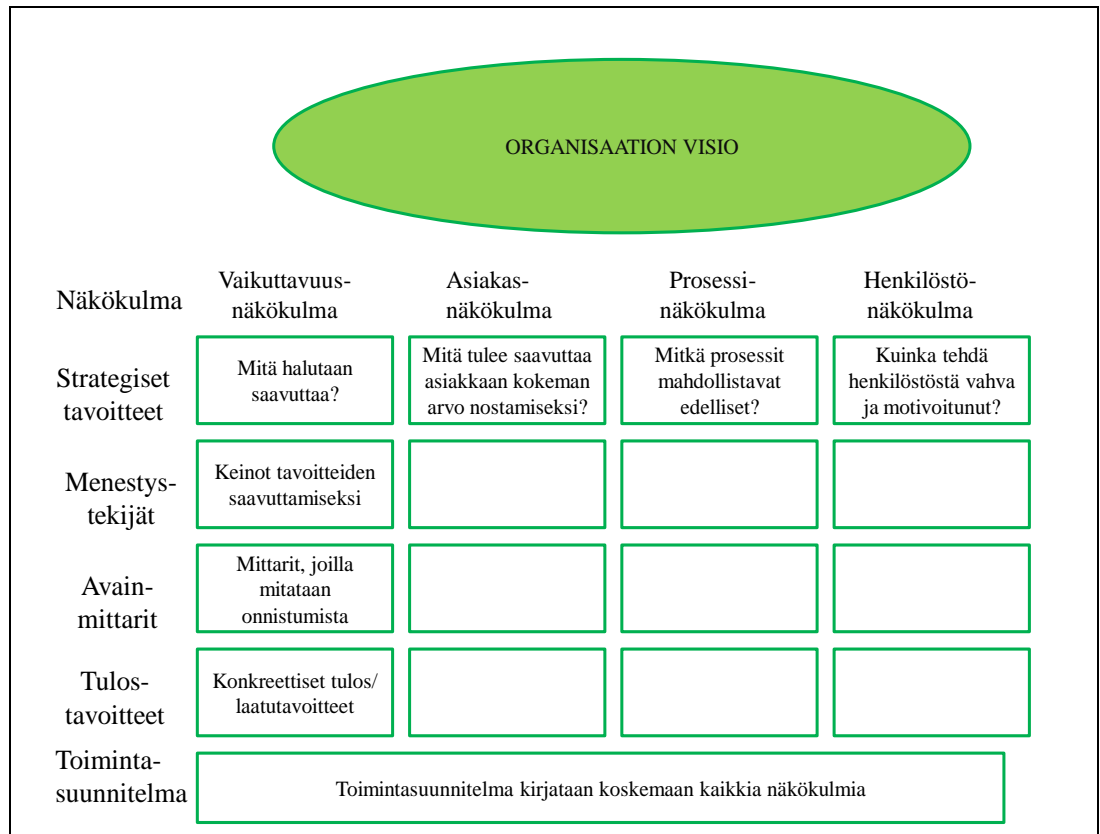 ORGANISAATION VISIO
Näkökulma
Vaikuttavuus-
näkökulma
Asiakas-
näkökulma
Prosessi-
näkökulma
Henkilöstö-
näkökulma
Strategiset
tavoitteet
Mitä halutaan
saavuttaa?
Mitä tulee saavuttaa
asiakkaan kokeman
arvo nostamiseksi?
Mitkä prosessit
mahdollistavat
edelliset?
Kuinka tehdä
henkilöstöstä vahva
ja motivoitunut?
Menestys-
tekijät
Keinot tavoitteiden
saavuttamiseksi
Avain-
mittarit
Mittarit, joilla
mitataan
onnistumista
Tulos-
tavoitteet
Konkreettiset tulos/
laatutavoitteet
Toiminta-
suunnitelma
Toimintasuunnitelma kirjataan koskemaan kaikkia näkökulmia